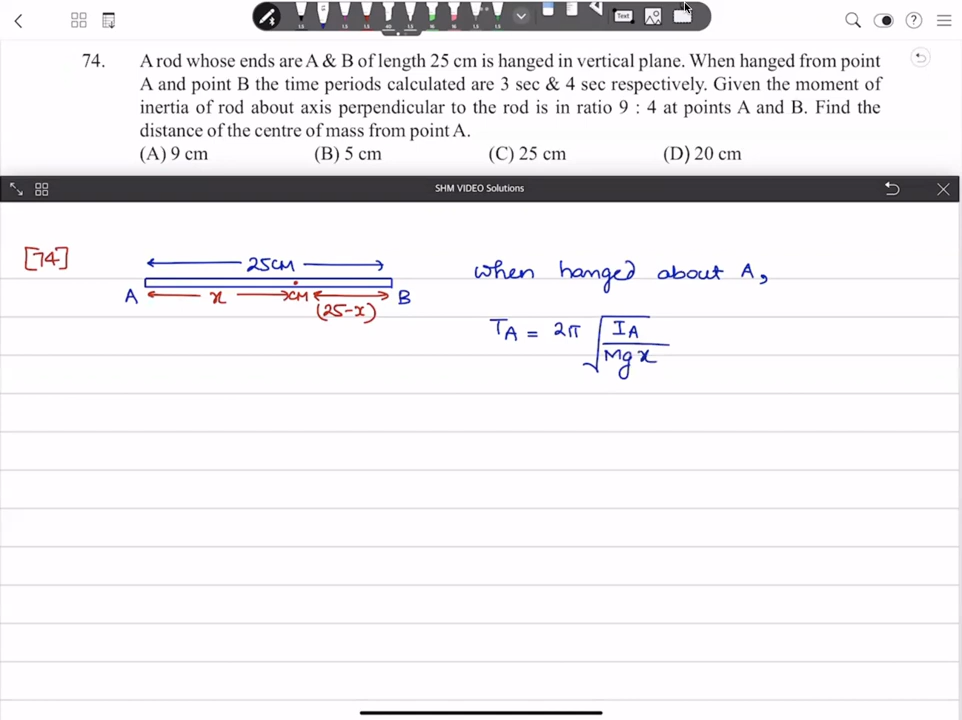 Text
74. A rod whose ends are A & B of length 25 cm is hanged in vertical plane. When hanged from point
A and point B the time periods calculated are 3 sec & 4 sec respectively. Given the moment of
inertia of rod about axis perpendicular to the rod is in ratio 9 : 4 at points A and B. Find the
distance of the centre of mass from point A.
(A) 9 cm (B) 5 cm (C) 25 cm (D) 20 cm
SHM VIDEO Solutions
[74]
25CM
A x CM B
(25-x)
When hanged about A,
T_A = 2π √(I_A / Mgx)